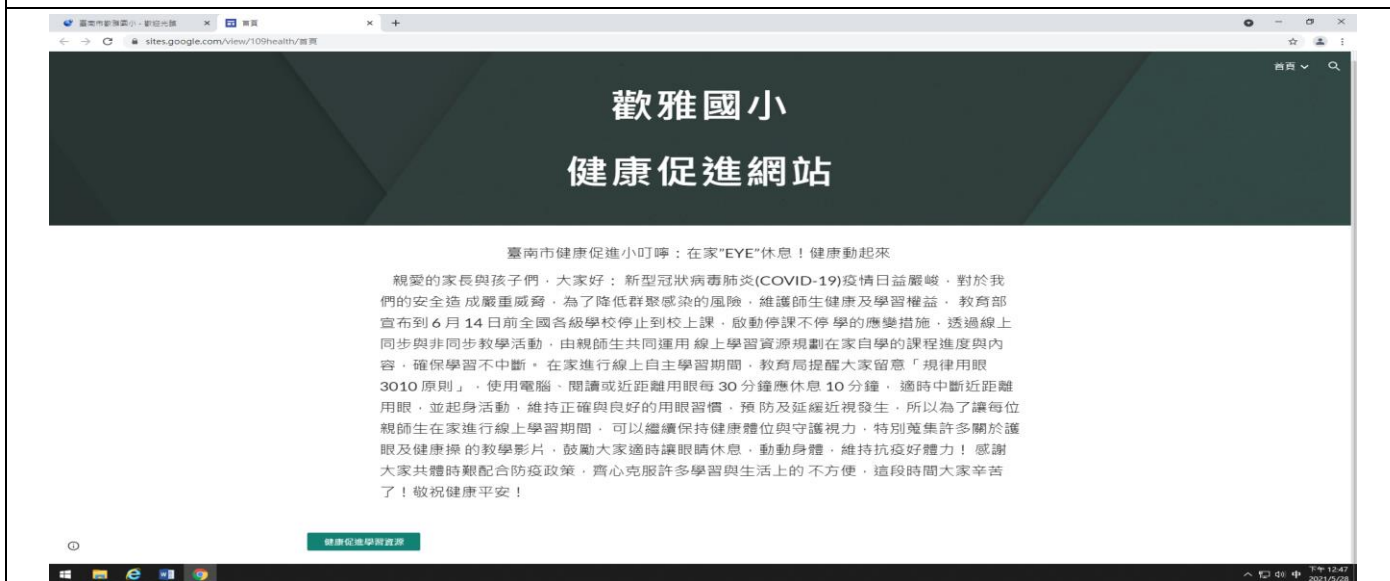 臺南市歡雅國小 - 歡迎光臨
首頁
sites.google.com/view/109health/首頁
首頁
歡雅國小
健康促進網站
臺南市健康促進小叮嚀：在家"EYE"休息！健康動起來
親愛的家長與孩子們，大家好： 新型冠狀病毒肺炎(COVID-19)疫情日益嚴峻，對於我
們的安全造 成嚴重威脅，為了降低群聚感染的風險，維護師生健康及學習權益， 教育部
宣布到 6 月 14 日前全國各級學校停止到校上課，啟動停課不停 學的應變措施，透過線上
同步與非同步教學活動，由親師生共同運用 線上學習資源規劃在家自學的課程進度與內
容，確保學習不中斷。 在家進行線上自主學習期間，教育局提醒大家留意「規律用眼
3010 原則」，使用電腦、閱讀或近距離用眼每 30 分鐘應休息 10 分鐘， 適時中斷近距離
用眼，並起身活動，維持正確與良好的用眼習慣，預 防及延緩近視發生，所以為了讓每位
親師生在家進行線上學習期間， 可以繼續保持健康體位與守護視力，特別蒐集許多關於護
眼及健康操 的教學影片，鼓勵大家適時讓眼睛休息，動動身體，維持抗疫好體力！ 感謝
大家共體時艱配合防疫政策，齊心克服許多學習與生活上的 不方便，這段時間大家辛苦
了！敬祝健康平安！
健康促進學習資源
中
下午 12:47
2021/5/28